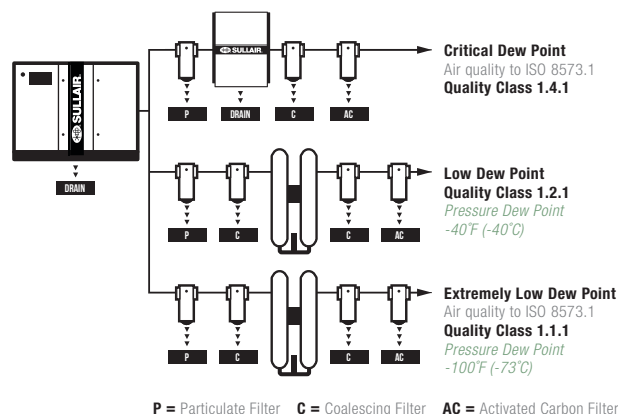 SULLAIR
DRAIN
SULLAIR
P DRAIN C AC
Critical Dew Point
Air quality to ISO 8573.1
Quality Class 1.4.1
P C C AC
Low Dew Point
Quality Class 1.2.1
Pressure Dew Point
-40°F (-40°C)
P C C AC
Extremely Low Dew Point
Air quality to ISO 8573.1
Quality Class 1.1.1
Pressure Dew Point
-100°F (-73°C)
P = Particulate Filter C = Coalescing Filter AC = Activated Carbon Filter